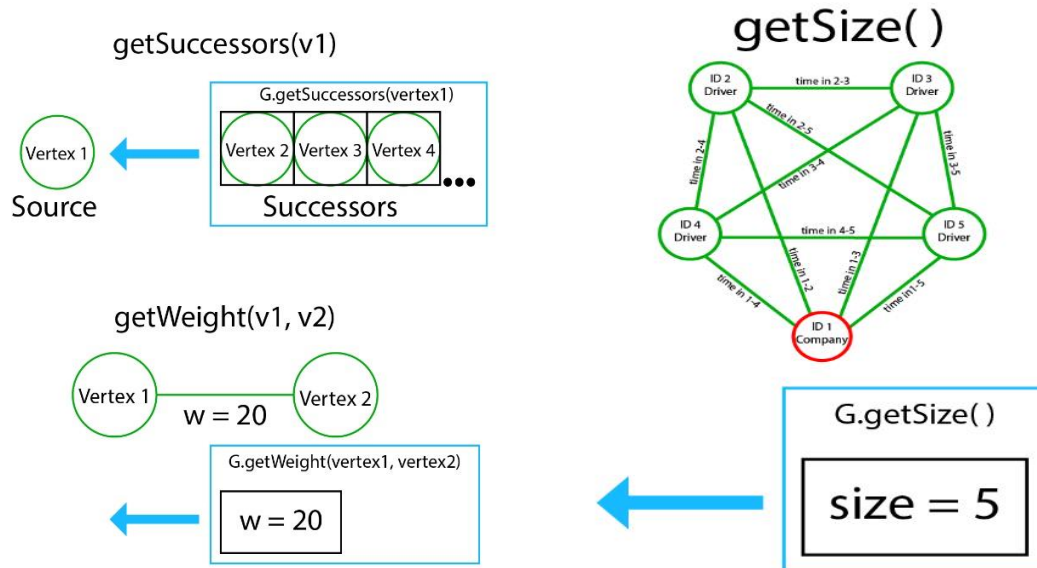 getSuccessors(v1)
G.getSuccessors(vertex1)
Vertex 1
Vertex 2
Vertex 3
Vertex 4
...
Source
Successors
getWeight(v1, v2)
Vertex 1
Vertex 2
w = 20
G.getWeight(vertex1, vertex2)
w = 20
getSize( )
ID 2
Driver
time in 2-3
ID 3
Driver
time in 2-5
time in 2-4
time in 3-4
time in 3-5
ID 4
Driver
time in 4-5
ID 5
Driver
time in 1-4
time in 1-2
time in 1-3
time in1-5
ID 1
Company
G.getSize( )
size = 5